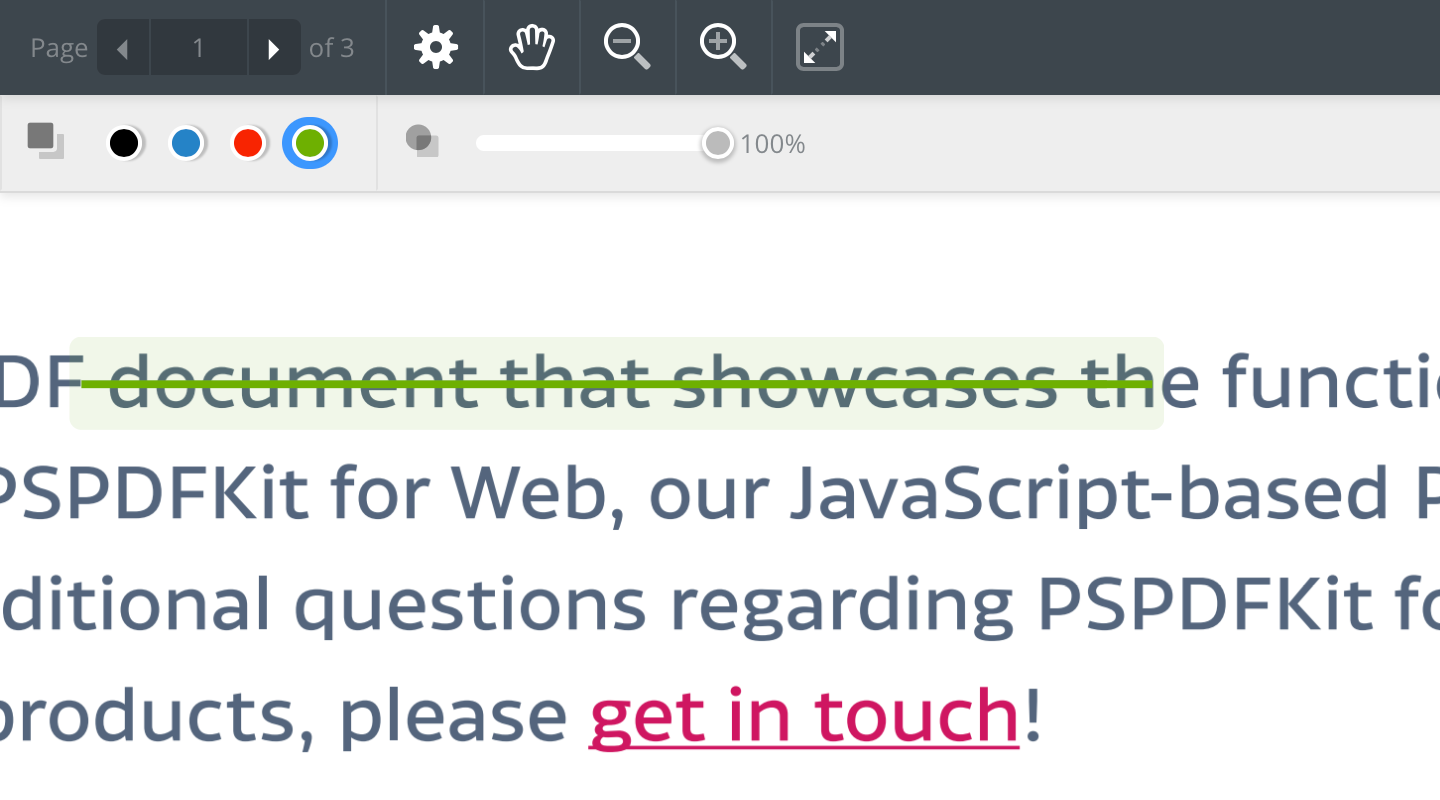 Page 1 of 3
100%
DF document that showcases the functi
PSPDFKit for Web, our JavaScript-based P
ditional questions regarding PSPDFKit fo
products, please get in touch!